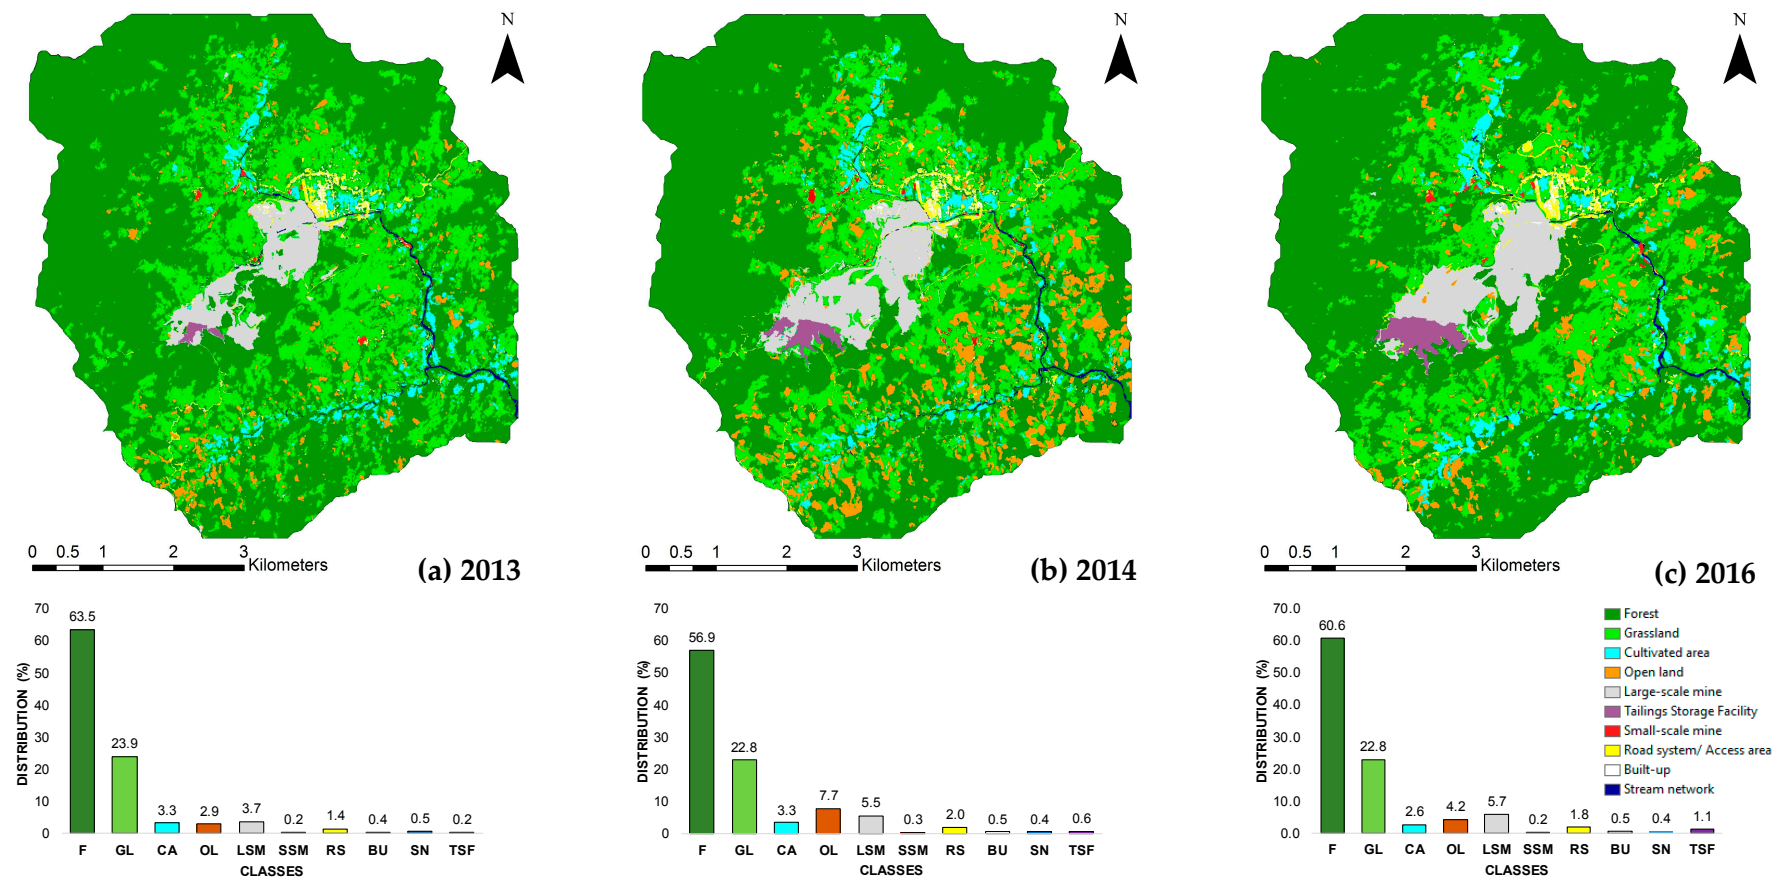 N
N
N
0 0.5 1 2 3
Kilometers
(a) 2013
0 0.5 1 2 3
Kilometers
(b) 2014
0 0.5 1 2 3
Kilometers
(c) 2016
DISTRIBUTION (%)
70
60
50
40
30
20
10
0
63.5
23.9
3.3
2.9
3.7
0.2
1.4
0.4
0.5
0.2
F GL CA OL LSM SSM RS BU SN TSF
CLASSES
DISTRIBUTION (%)
70
60
50
40
30
20
10
0
56.9
22.8
3.3
7.7
5.5
0.3
2.0
0.5
0.4
0.6
F GL CA OL LSM SSM RS BU SN TSF
CLASSES
DISTRIBUTION (%)
70.0
60.0
50.0
40.0
30.0
20.0
10.0
0.0
60.6
22.8
2.6
4.2
5.7
0.2
1.8
0.5
0.4
1.1
F GL CA OL LSM SSM RS BU SN TSF
CLASSES
Forest
Grassland
Cultivated area
Open land
Large-scale mine
Tailings Storage Facility
Small-scale mine
Road system/ Access area
Built-up
Stream network